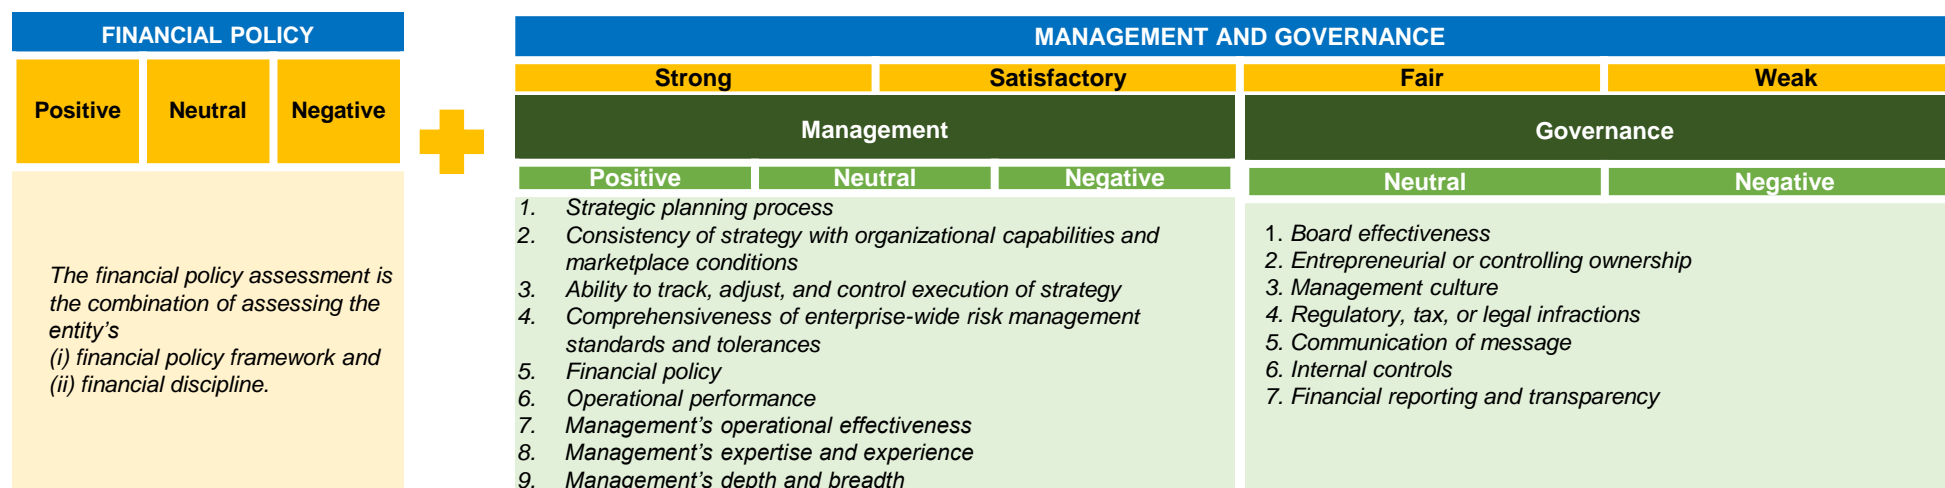 FINANCIAL POLICY
Positive
Neutral
Negative
The financial policy assessment is
the combination of assessing the
entity's
(i) financial policy framework and
(ii) financial discipline.
MANAGEMENT AND GOVERNANCE
Strong
Satisfactory
Fair
Weak
Management
Positive
Neutral
Negative
1. Strategic planning process
2. Consistency of strategy with organizational capabilities and
marketplace conditions
3. Ability to track, adjust, and control execution of strategy
4. Comprehensiveness of enterprise-wide risk management
standards and tolerances
5. Financial policy
6. Operational performance
7. Management's operational effectiveness
8. Management's expertise and experience
9. Management's depth and breadth
Governance
Neutral
Negative
1. Board effectiveness
2. Entrepreneurial or controlling ownership
3. Management culture
4. Regulatory, tax, or legal infractions
5. Communication of message
6. Internal controls
7. Financial reporting and transparency